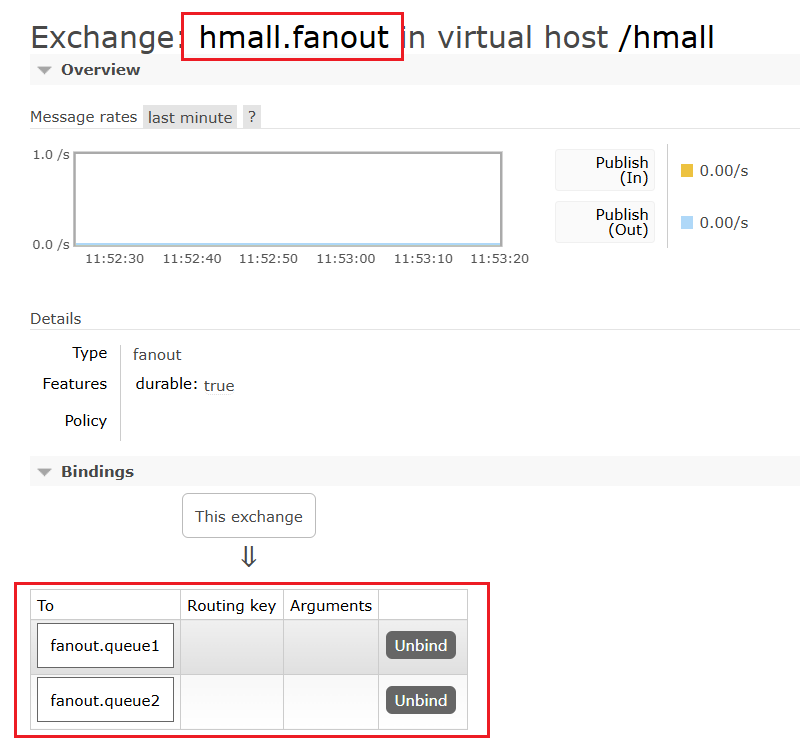 Exchange: hmall.fanout in virtual host /hmall
Overview
Message rates last minute ?
1.0 /s
0.0 /s
11:52:30 11:52:40 11:52:50 11:53:00 11:53:10 11:53:20
Publish (In) 0.00/s
Publish (Out) 0.00/s
Details
Type fanout
Features durable: true
Policy
Bindings
This exchange
⇓
To Routing key Arguments
fanout.queue1 Unbind
fanout.queue2 Unbind